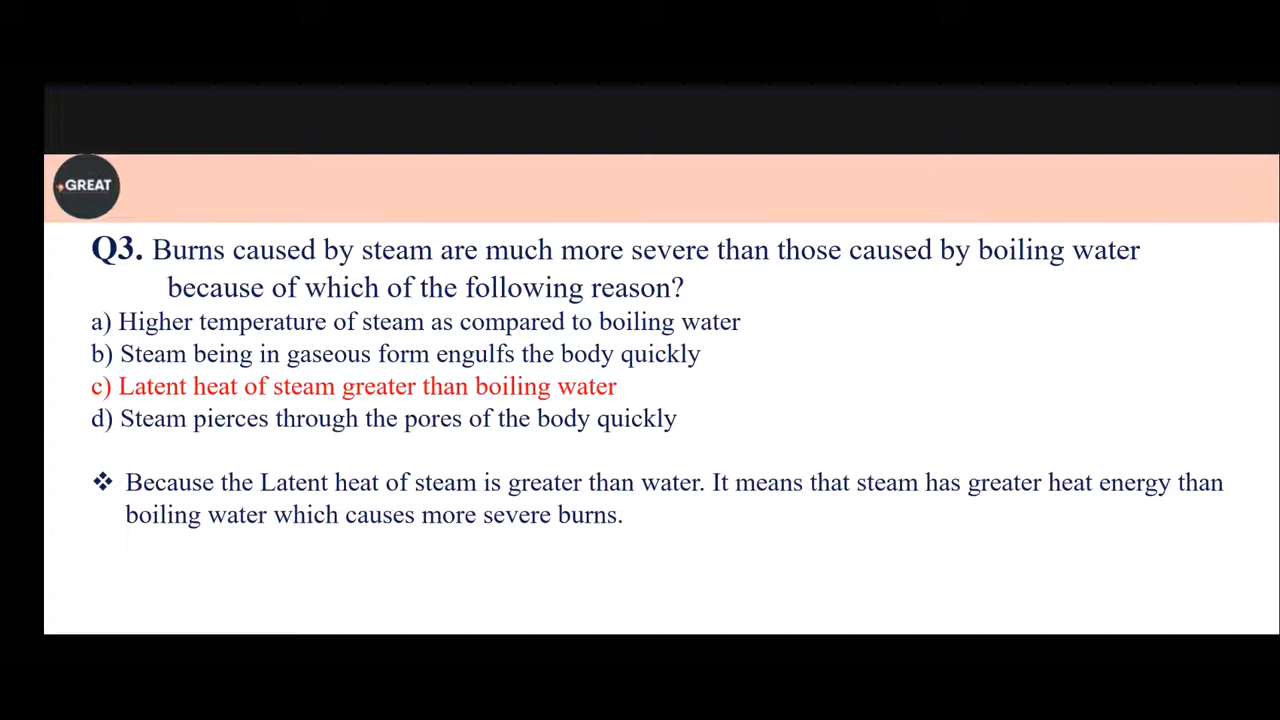 GREAT
Q3. Burns caused by steam are much more severe than those caused by boiling water
because of which of the following reason?
a) Higher temperature of steam as compared to boiling water
b) Steam being in gaseous form engulfs the body quickly
c) Latent heat of steam greater than boiling water
d) Steam pierces through the pores of the body quickly
❖ Because the Latent heat of steam is greater than water. It means that steam has greater heat energy than
boiling water which causes more severe burns.